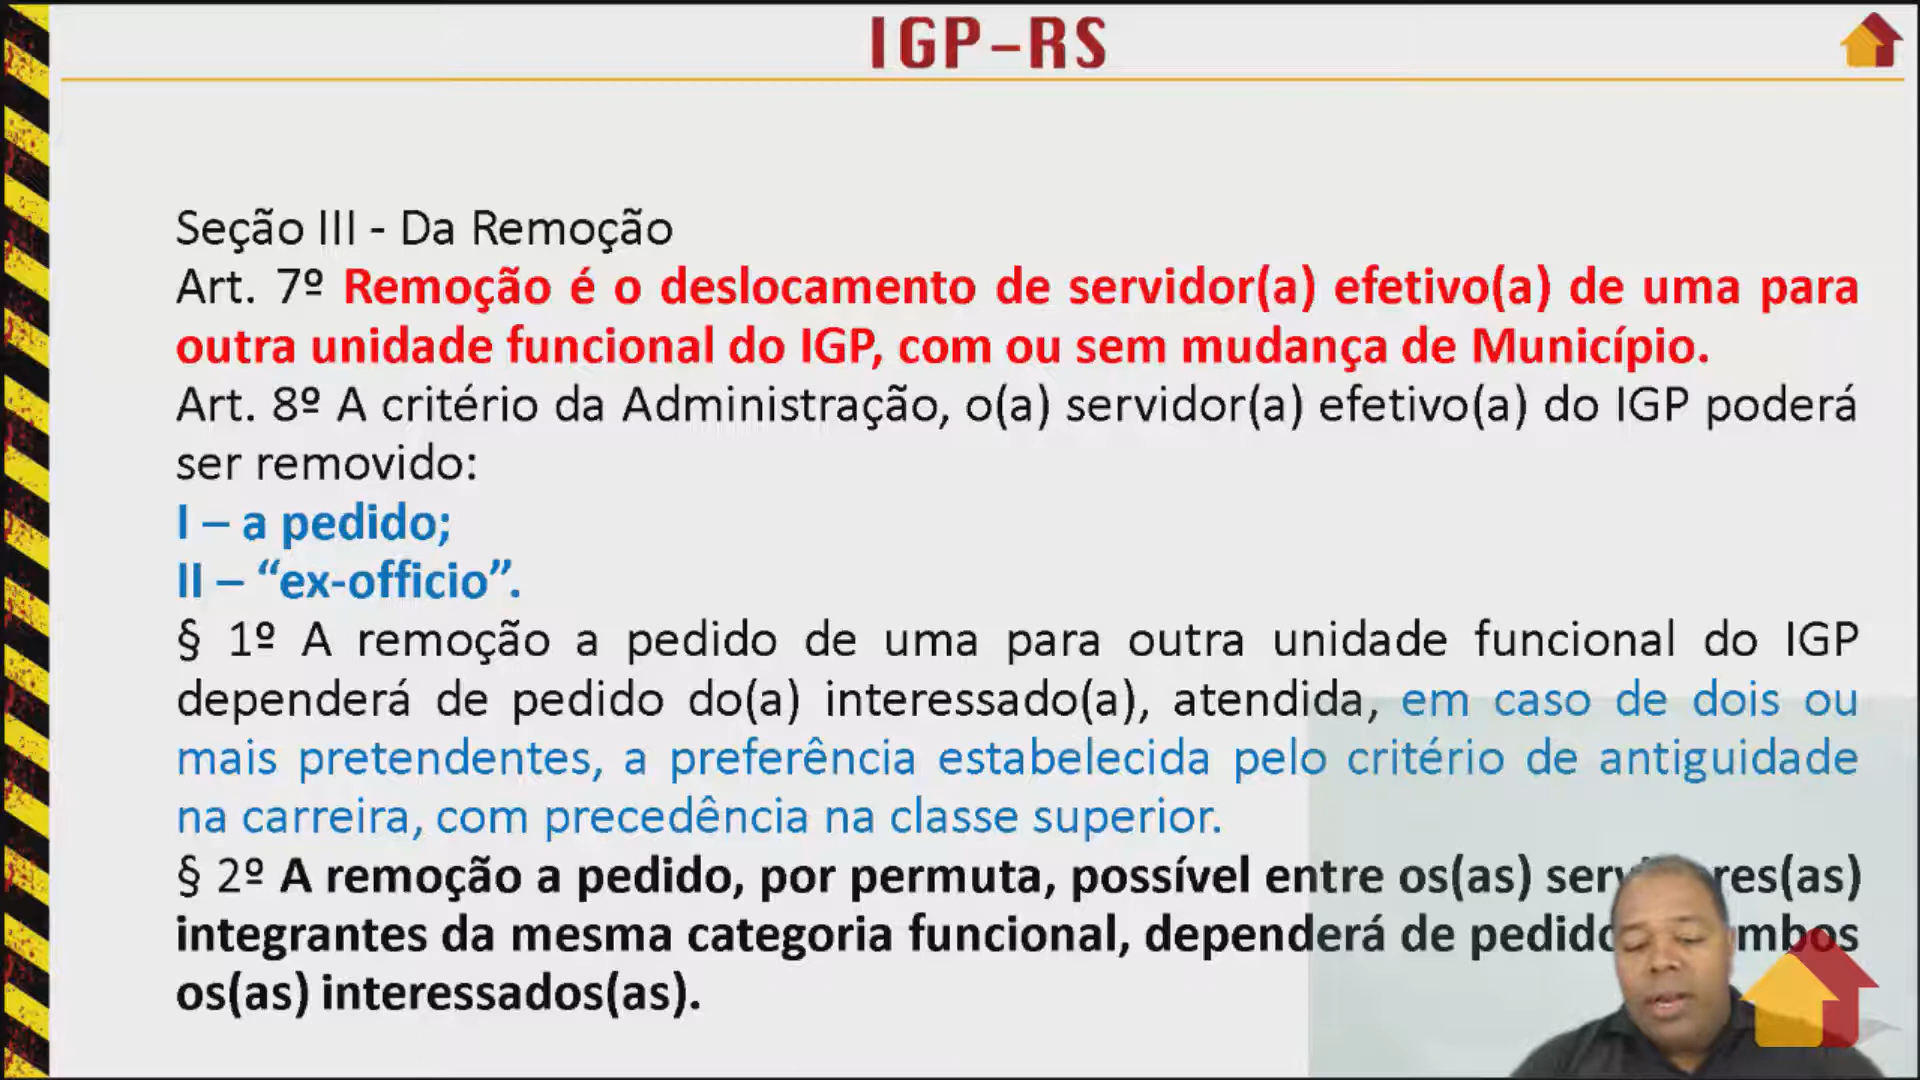 IGP-RS
Seção III - Da Remoção
Art. 7º Remoção é o deslocamento de servidor(a) efetivo(a) de uma para
outra unidade funcional do IGP, com ou sem mudança de Município.
Art. 8º A critério da Administração, o(a) servidor(a) efetivo(a) do IGP poderá
ser removido:
I – a pedido;
II – “ex-officio”.
§ 1º A remoção a pedido de uma para outra unidade funcional do IGP
dependerá de pedido do(a) interessado(a), atendida, em caso de dois ou
mais pretendentes, a preferência estabelecida pelo critério de antiguidade
na carreira, com precedência na classe superior.
§ 2º A remoção a pedido, por permuta, possível entre os(as)
integrantes da mesma categoria funcional, dependerá de
os(as) interessados(as).